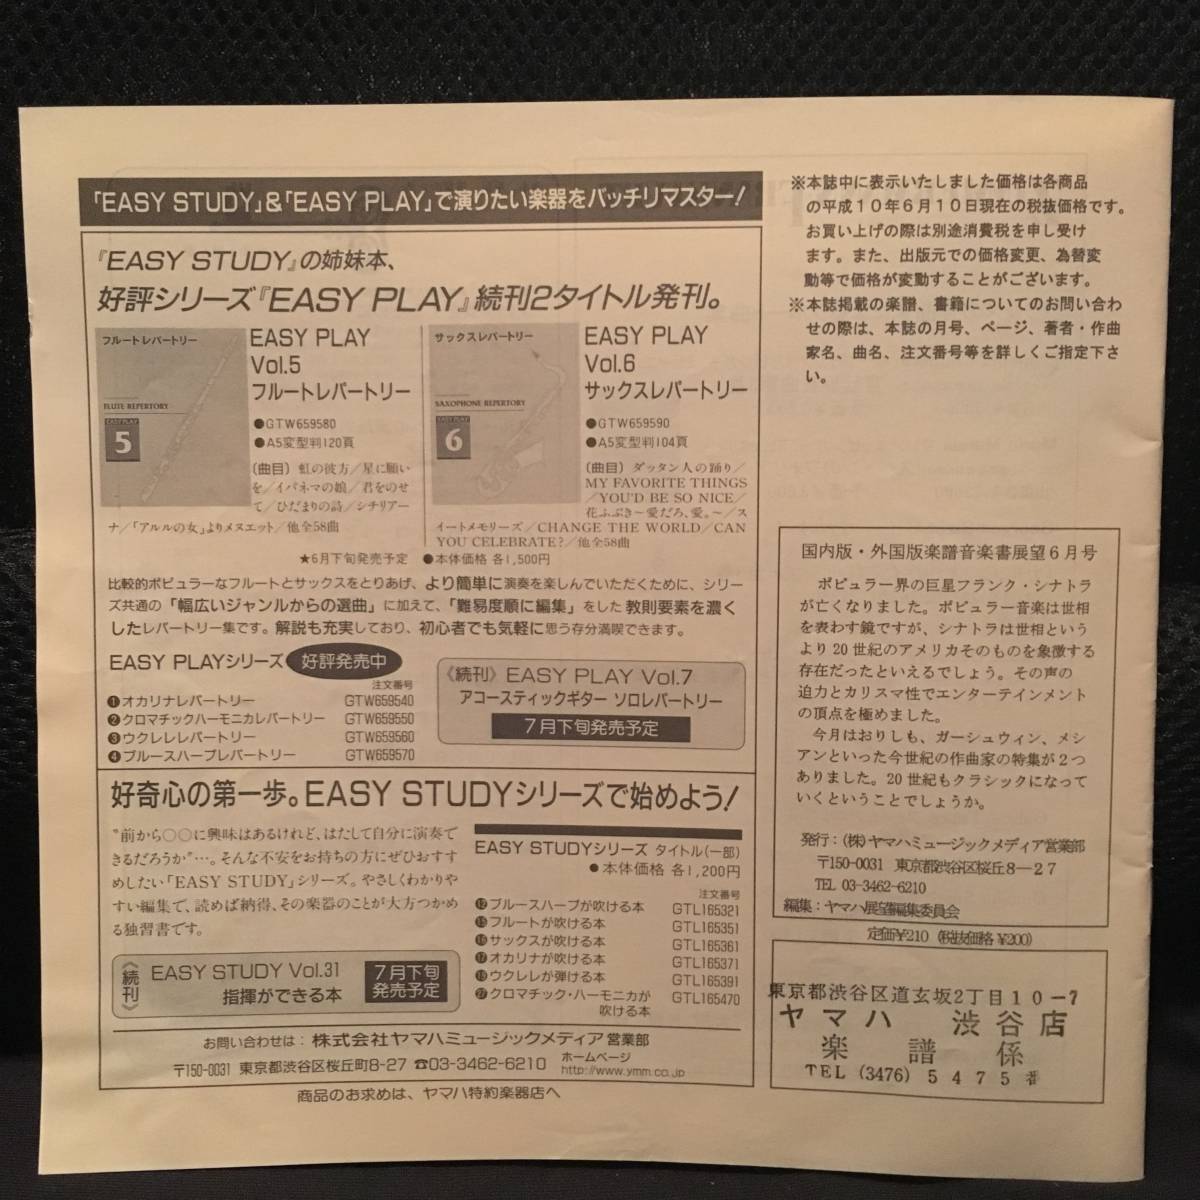 「EASY STUDY」&「EASY PLAY」で演りたい楽器をバッチリマスター!
『EASY STUDY』の姉妹本、
好評シリーズ『EASY PLAY』続刊2タイトル発刊。
フルートレパートリー
FLUTE REPERTORY
EASY PLAY
5
EASY PLAY
Vol.5
フルートレパートリー
●GTW659580
●A5変型判120頁
〔曲目〕虹の彼方/星に願い
を/イパネマの娘/君をのせ
て/ひだまりの詩/シチリアー
ナ/「アルルの女」よりメヌエット/他全58曲
サックスレパートリー
SAXOPHONE REPERTORY
EASY PLAY
6
EASY PLAY
Vol.6
サックスレパートリー
●GTW659590
●A5変型判104頁
〔曲目〕ダッタン人の踊り/
MY FAVORITE THINGS
/YOU'D BE SO NICE/
花ふぶき〜愛だろ、愛。〜/ス
イートメモリーズ/CHANGE THE WORLD/CAN
YOU CELEBRATE?/他全58曲
★6月下旬発売予定 ●本体価格 各1,500円
比較的ポピュラーなフルートとサックスをとりあげ、より簡単に演奏を楽しんでいただくために、シリー
ズ共通の「幅広いジャンルからの選曲」に加えて、「難易度順に編集」をした教則要素を濃く
したレパートリー集です。解説も充実しており、初心者でも気軽に思う存分満喫できます。
EASY PLAYシリーズ 好評発売中
注文番号
❶オカリナレパートリー GTW659540
❷クロマチックハーモニカレパートリー GTW659550
❸ウクレレレパートリー GTW659560
❹ブルースハープレパートリー GTW659570
《続刊》EASY PLAY Vol.7
アコースティックギター ソロレパートリー
7月下旬発売予定
好奇心の第一歩。EASY STUDYシリーズで始めよう!
"前から○○に興味はあるけれど、はたして自分に演奏で
きるだろうか"…。そんな不安をお持ちの方にぜひおすす
めしたい「EASY STUDY」シリーズ。やさしくわかりや
すい編集で、読めば納得、その楽器のことが大方つかめ
る独習書です。
《続刊》
EASY STUDY Vol.31
指揮ができる本
7月下旬
発売予定
EASY STUDYシリーズ タイトル(一部)
●本体価格 各1,200円
注文番号
⓬ブルースハープが吹ける本 GTL165321
⓯フルートが吹ける本 GTL165351
⓰サックスが吹ける本 GTL165361
⓱オカリナが吹ける本 GTL165371
⓳ウクレレが弾ける本 GTL165391
㉗クロマチック・ハーモニカが GTL165470
吹ける本
お問い合わせは:株式会社ヤマハミュージックメディア営業部
〒150-0031 東京都渋谷区桜丘町8-27 ☎03-3462-6210 ホームページ
http://www.ymm.co.jp
商品のお求めは、ヤマハ特約楽器店へ
※本誌中に表示いたしました価格は各商品
の平成10年6月10日現在の税抜価格です。
お買い上げの際は別途消費税を申し受け
ます。また、出版元での価格変更、為替変
動等で価格が変動することがございます。
※本誌掲載の楽譜、書籍についてのお問い合わ
せの際は、本誌の月号、ページ、著者・作曲
家名、曲名、注文番号等を詳しくご指定下さ
い。
国内版・外国版楽譜音楽書展望6月号
ポピュラー界の巨星フランク・シナトラ
が亡くなりました。ポピュラー音楽は世相
を表わす鏡ですが、シナトラは世相という
より20世紀のアメリカそのものを象徴する
存在だったといえるでしょう。その声の
迫力とカリスマ性でエンターテインメント
の頂点を極めました。
今月はおりしも、ガーシュウィン、メシ
アンといった今世紀の作曲家の特集が2つ
ありました。20世紀もクラシックになって
いくということでしょうか。
発行:(株)ヤマハミュージックメディア営業部
〒150-0031 東京都渋谷区桜丘8-27
TEL 03-3462-6210
編集:ヤマハ展望編集委員会
定価¥210(税抜価格¥200)
東京都渋谷区道玄坂2丁目10-7
ヤマハ 渋谷店
楽譜係
TEL (3476) 5475番